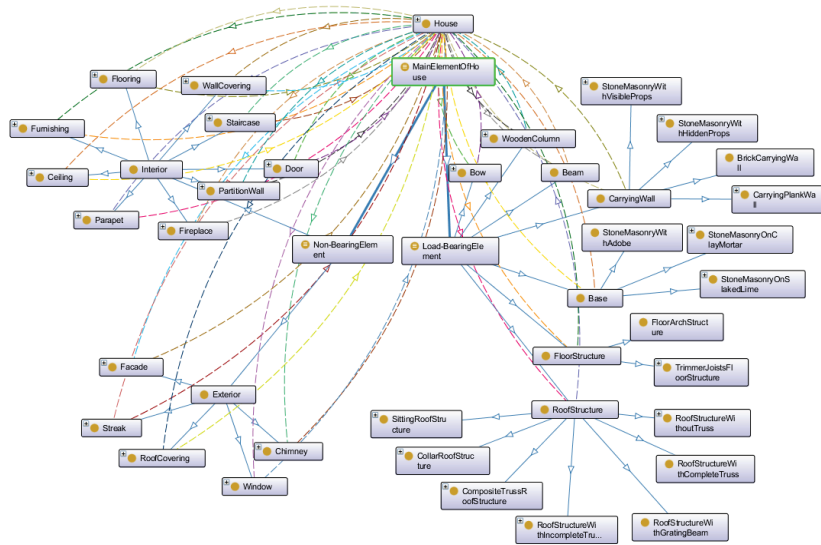 House
MainElementOfHo
use
Flooring
WallCovering
StoneMasonryWit
hVisibleProps
Furnishing
Staircase
StoneMasonryWit
hHiddenProps
WoodenColumn
Interior
Door
Bow
Beam
BrickCarryingWa
ll
Ceiling
PartitionWall
CarryingWall
CarryingPlankWa
ll
Parapet
Fireplace
Non-BearingElem
ent
Load-BearingEle
ment
StoneMasonryWit
hAdobe
StoneMasonryOnC
layMortar
StoneMasonryOnS
lakedLime
Base
FloorArchStruct
ure
FloorStructure
TrimmerJoistsFl
oorStructure
Facade
Exterior
Streak
RoofCovering
Chimney
Window
SittingRoofStru
cture
RoofStructure
RoofStructureWi
thoutTruss
CollarRoofStruc
ture
RoofStructureWi
thCompleteTruss
CompositeTrussR
oofStructure
RoofStructureWi
thIncompleteTru...
RoofStructureWi
thGratingBeam